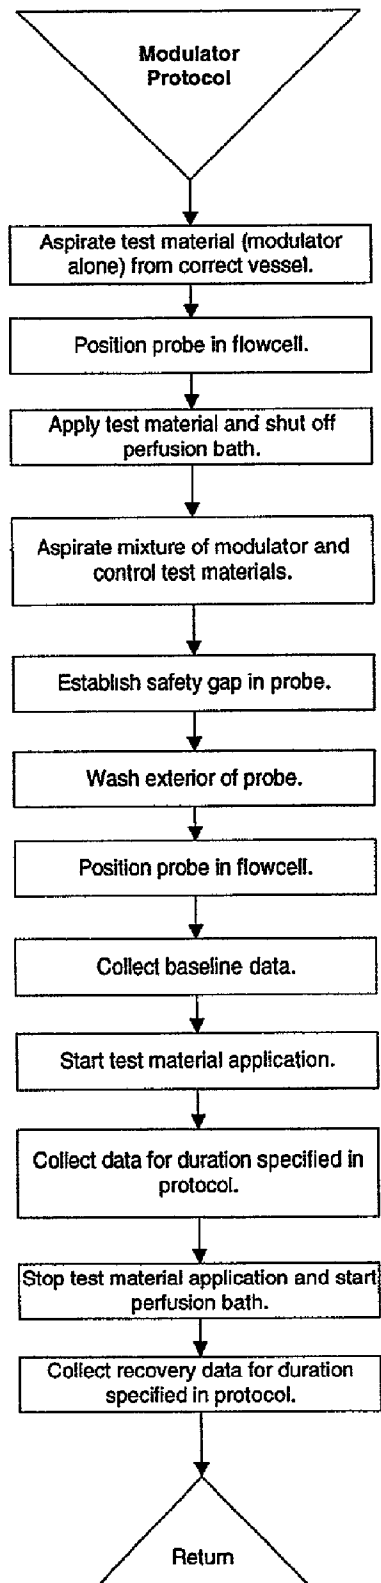 Modulator
Protocol
Aspirate test material (modulator
alone) from correct vessel.
Position probe in flowcell.
Apply test material and shut off
perfusion bath.
Aspirate mixture of modulator and
control test materials.
Establish safety gap in probe.
Wash exterior of probe.
Position probe in flowcell.
Collect baseline data.
Start test material application.
Collect data for duration specified in
protocol.
Stop test material application and start
perfusion bath.
Collect recovery data for duration
specified in protocol.
Return